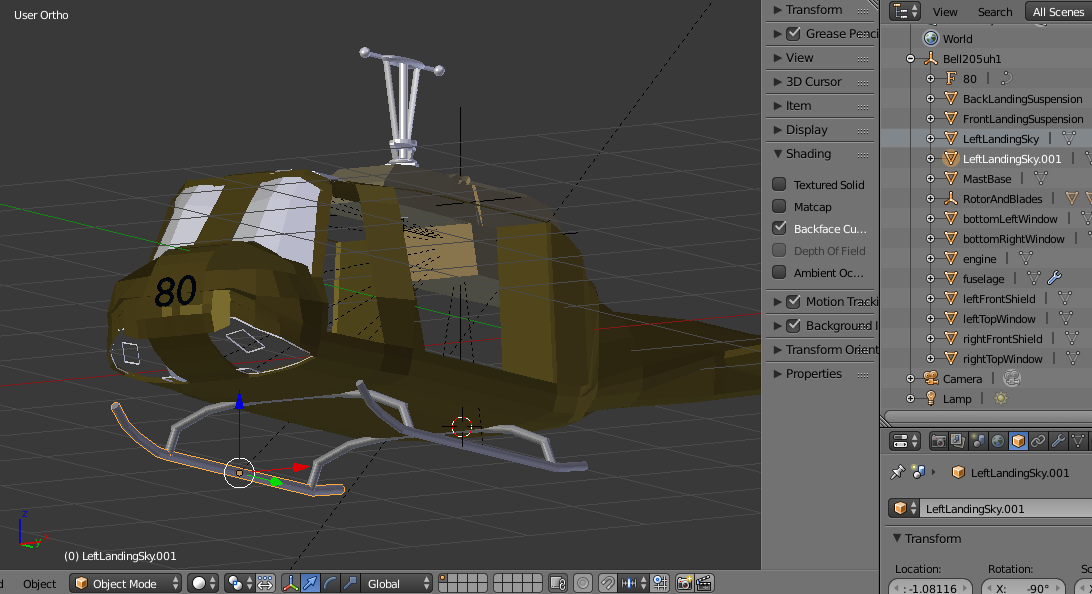 User Ortho
80
z
y
(0) LeftLandingSky.001
Object
Object Mode
Global
Transform
Grease Penci
View
3D Cursor
Item
Display
Shading
Textured Solid
Matcap
Backface Cu...
Depth Of Field
Ambient Oc...
Motion Tracki
Background I
Transform Orient
Properties
View Search All Scenes
World
Bell205uh1
80
BackLandingSuspension
FrontLandingSuspension
LeftLandingSky
LeftLandingSky.001
MastBase
RotorAndBlades
bottomLeftWindow
bottomRightWindow
engine
fuselage
leftFrontShield
leftTopWindow
rightFrontShield
rightTopWindow
Camera
Lamp
LeftLandingSky.001
LeftLandingSky.001
Transform
Location: Rotation: Sc
: -1.08116 X: -90°